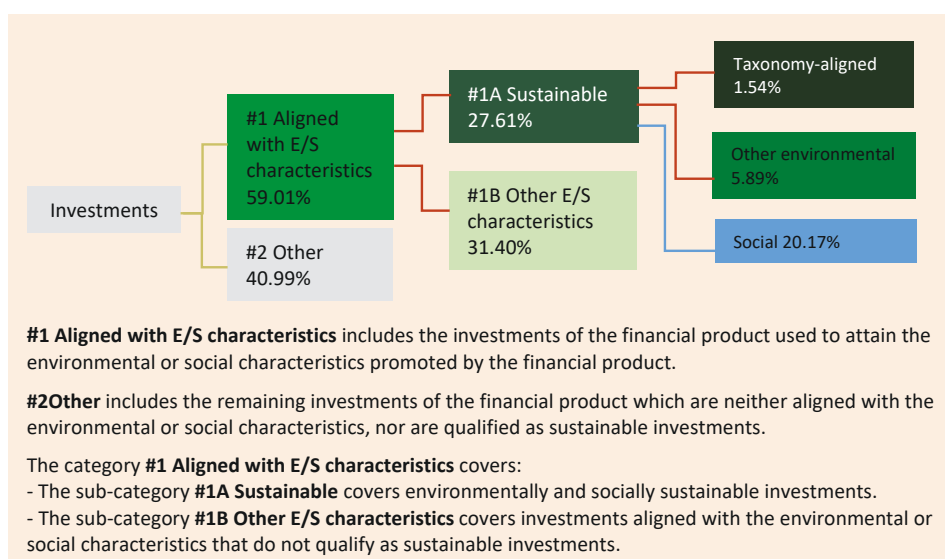 Investments
#1 Aligned
with E/S
characteristics
59.01%
#2 Other
40.99%
#1A Sustainable
27.61%
#1B Other E/S
characteristics
31.40%
Taxonomy-aligned
1.54%
Other environmental
5.89%
Social 20.17%
#1 Aligned with E/S characteristics includes the investments of the financial product used to attain the
environmental or social characteristics promoted by the financial product.
#2Other includes the remaining investments of the financial product which are neither aligned with the
environmental or social characteristics, nor are qualified as sustainable investments.
The category #1 Aligned with E/S characteristics covers:
- The sub-category #1A Sustainable covers environmentally and socially sustainable investments.
- The sub-category #1B Other E/S characteristics covers investments aligned with the environmental or
social characteristics that do not qualify as sustainable investments.